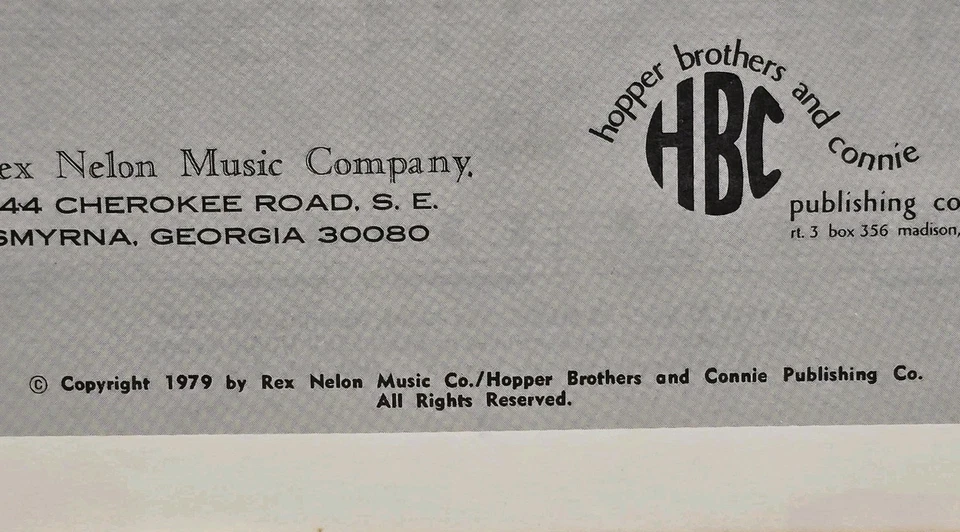 hopper brothers and connie
HBC
ex Nelon Music Company,
44 CHEROKEE ROAD, S. E.
SMYRNA, GEORGIA 30080
publishing co
rt. 3 box 356 madison,
© Copyright 1979 by Rex Nelon Music Co./Hopper Brothers and Connie Publishing Co.
All Rights Reserved.